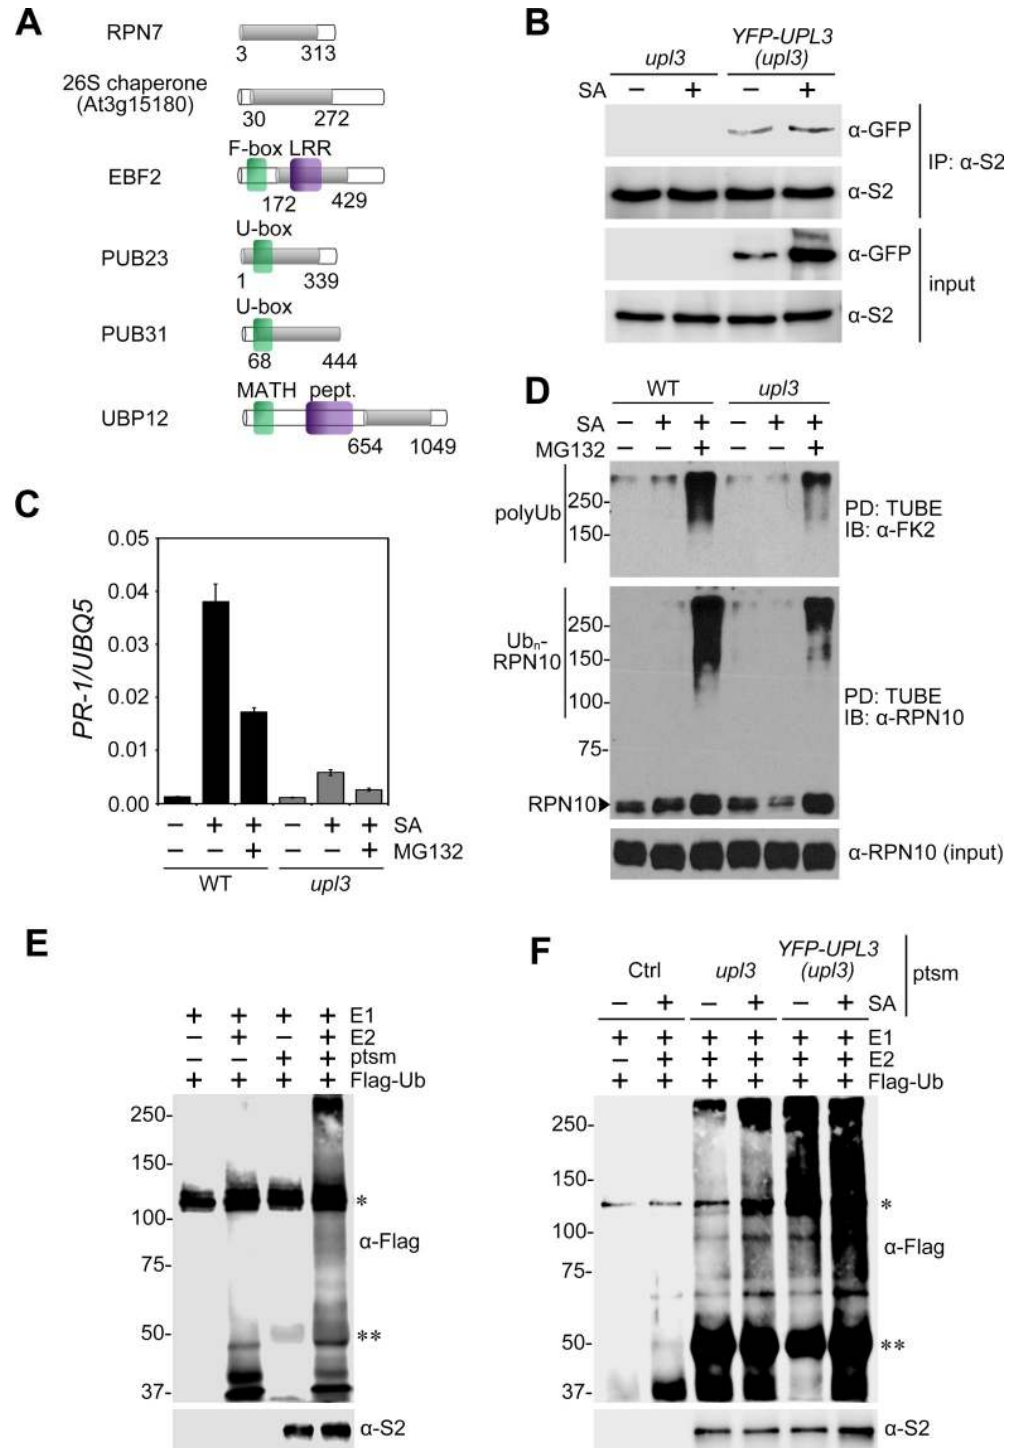 A
RPN7
3 313
26S chaperone
(At3g15180)
30 272
F-box LRR
EBF2
172 429
U-box
PUB23
1 339
U-box
PUB31
68 444
MATH pept.
UBP12
654 1049
B
upl3
YFP-UPL3
(upl3)
SA − + − +
α-GFP
α-S2
IP: α-S2
α-GFP
α-S2
input
C
PR-1/UBQ5
0.05
0.04
0.03
0.02
0.01
0.00
− + + − + + SA
− − + − − + MG132
WT upl3
D
WT upl3
SA − + + − + +
MG132 − − + − − +
polyUb
250-
150-
PD: TUBE
IB: α-FK2
Ubn-
RPN10
250-
150-
100-
75-
PD: TUBE
IB: α-RPN10
RPN10
α-RPN10 (input)
E
+ + + + E1
− + − + E2
− − + + ptsm
+ + + + Flag-Ub
250-
150-
100-
75-
50-
37-
*
α-Flag
**
α-S2
F
Ctrl upl3
YFP-UPL3
(upl3)
ptsm
− + − + − + SA
+ + + + + + E1
− + + + + + E2
+ + + + + + Flag-Ub
250-
150-
100-
75-
50-
37-
*
α-Flag
**
α-S2